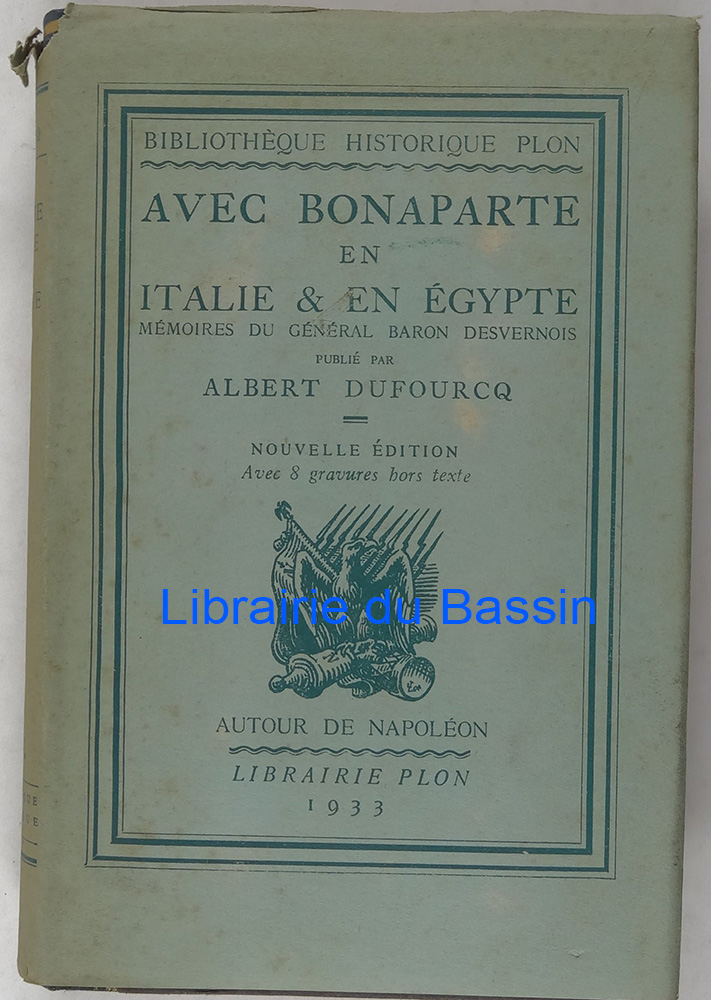 BIBLIOTHÈQUE HISTORIQUE PLON
AVEC BONAPARTE
EN
ITALIE & EN ÉGYPTE
MÉMOIRES DU GÉNÉRAL BARON DESVERNOIS
PUBLIÉ PAR
ALBERT DUFOURCQ
NOUVELLE ÉDITION
Avec 8 gravures hors texte
Librairie du Bassin
AUTOUR DE NAPOLÉON
LIBRAIRIE PLON
1933